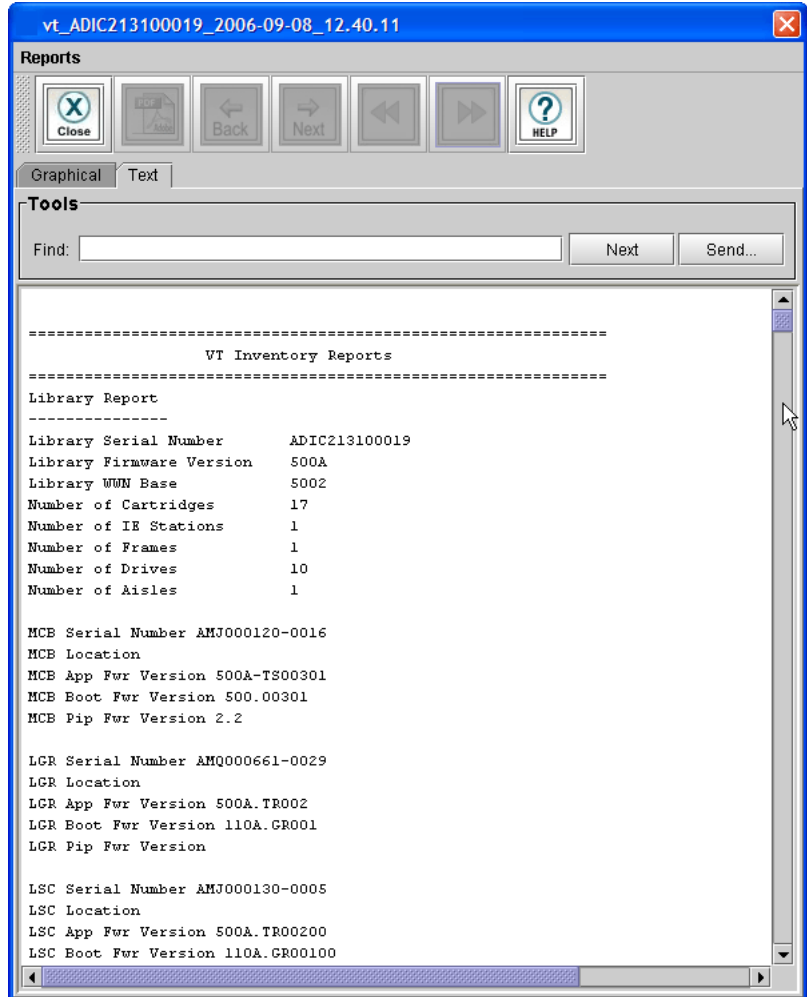 vt_ADIC213100019_2006-09-08_12.40.11
Reports
Close
PDF
Adobe
Back
Next
HELP
Graphical
Text
Tools
Find:
Next
Send...
==============================================================
VT Inventory Reports
==============================================================
Library Report
---------------
Library Serial Number ADIC213100019
Library Firmware Version 500A
Library WWN Base 5002
Number of Cartridges 17
Number of IE Stations 1
Number of Frames 1
Number of Drives 10
Number of Aisles 1
MCB Serial Number AMJ000120-0016
MCB Location
MCB App Fwr Version 500A-TS00301
MCB Boot Fwr Version 500.00301
MCB Pip Fwr Version 2.2
LGR Serial Number AMQ000661-0029
LGR Location
LGR App Fwr Version 500A.TR002
LGR Boot Fwr Version 110A.GR001
LGR Pip Fwr Version
LSC Serial Number AMJ000130-0005
LSC Location
LSC App Fwr Version 500A.TR00200
LSC Boot Fwr Version 110A.GR00100